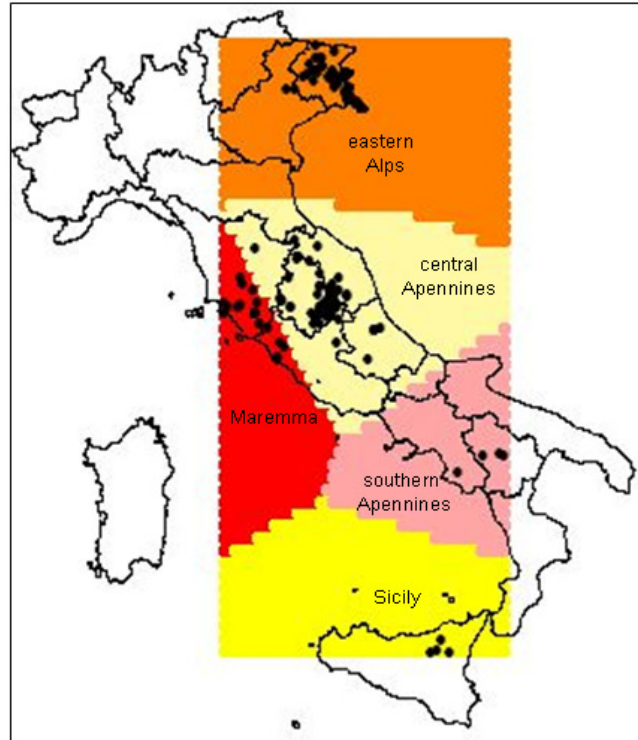 eastern
Alps
central
Apennines
Maremma
southern
Apennines
Sicily